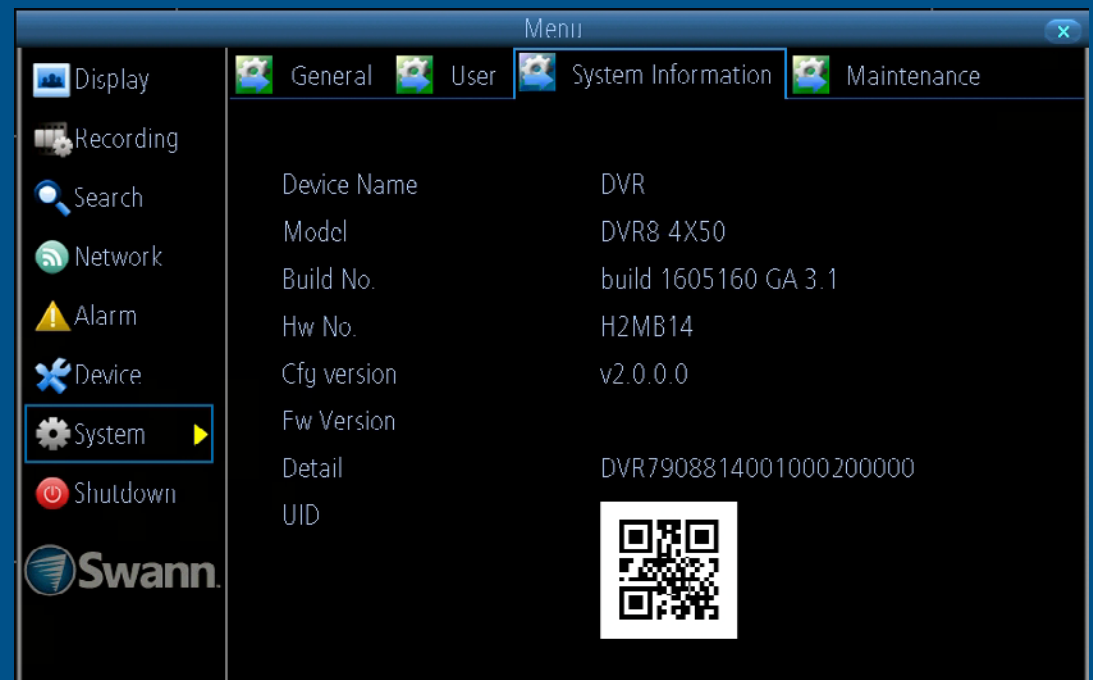 Menu
Display
Recording
Search
Network
Alarm
Device
System
Shutdown
Swann.
General User System Information Maintenance
Device Name DVR
Model DVR8 4X50
Build No. build 1605160 GA 3.1
Hw No. H2MB14
Cfg version v2.0.0.0
Fw Version
Detail DVR7908814001000200000
UID